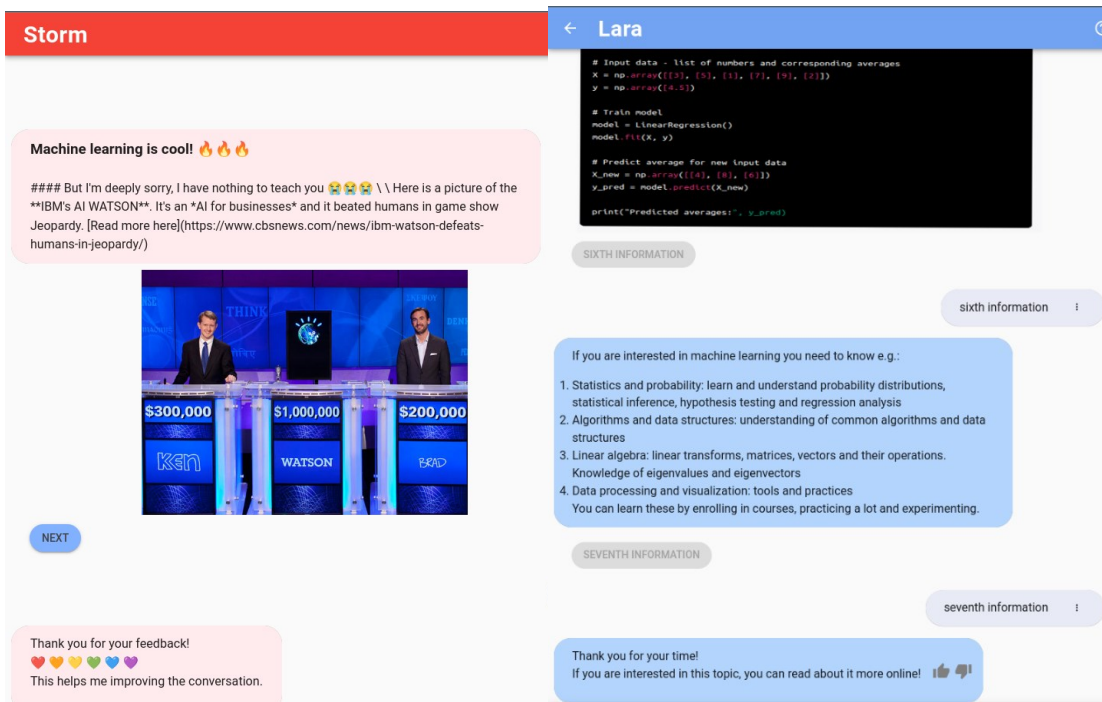 Storm
Machine learning is cool! 🔥🔥🔥
#### But I'm deeply sorry, I have nothing to teach you 😭😭😭 \ \ Here is a picture of the
**IBM's AI WATSON**. It's an *AI for businesses* and it beated humans in game show
Jeopardy. [Read more here](https://www.cbsnews.com/news/ibm-watson-defeats-
humans-in-jeopardy/)
THINK
$300,000
$1,000,000
$200,000
Ken
WATSON
BRAD
NEXT
Thank you for your feedback!
❤️🧡💛💚💙💜
This helps me improving the conversation.
Lara
# Input data - list of numbers and corresponding averages
X = np.array([[3], [5], [1], [7], [9], [2]])
y = np.array([4.5])
# Train model
model = LinearRegression()
model.fit(X, y)
# Predict average for new input data
X_new = np.array([[4], [8], [6]])
y_pred = model.predict(X_new)
print("Predicted averages:", y_pred)
SIXTH INFORMATION
sixth information
If you are interested in machine learning you need to know e.g.:
1. Statistics and probability: learn and understand probability distributions,
statistical inference, hypothesis testing and regression analysis
2. Algorithms and data structures: understanding of common algorithms and data
structures
3. Linear algebra: linear transforms, matrices, vectors and their operations.
Knowledge of eigenvalues and eigenvectors
4. Data processing and visualization: tools and practices
You can learn these by enrolling in courses, practicing a lot and experimenting.
SEVENTH INFORMATION
seventh information
Thank you for your time!
If you are interested in this topic, you can read about it more online!